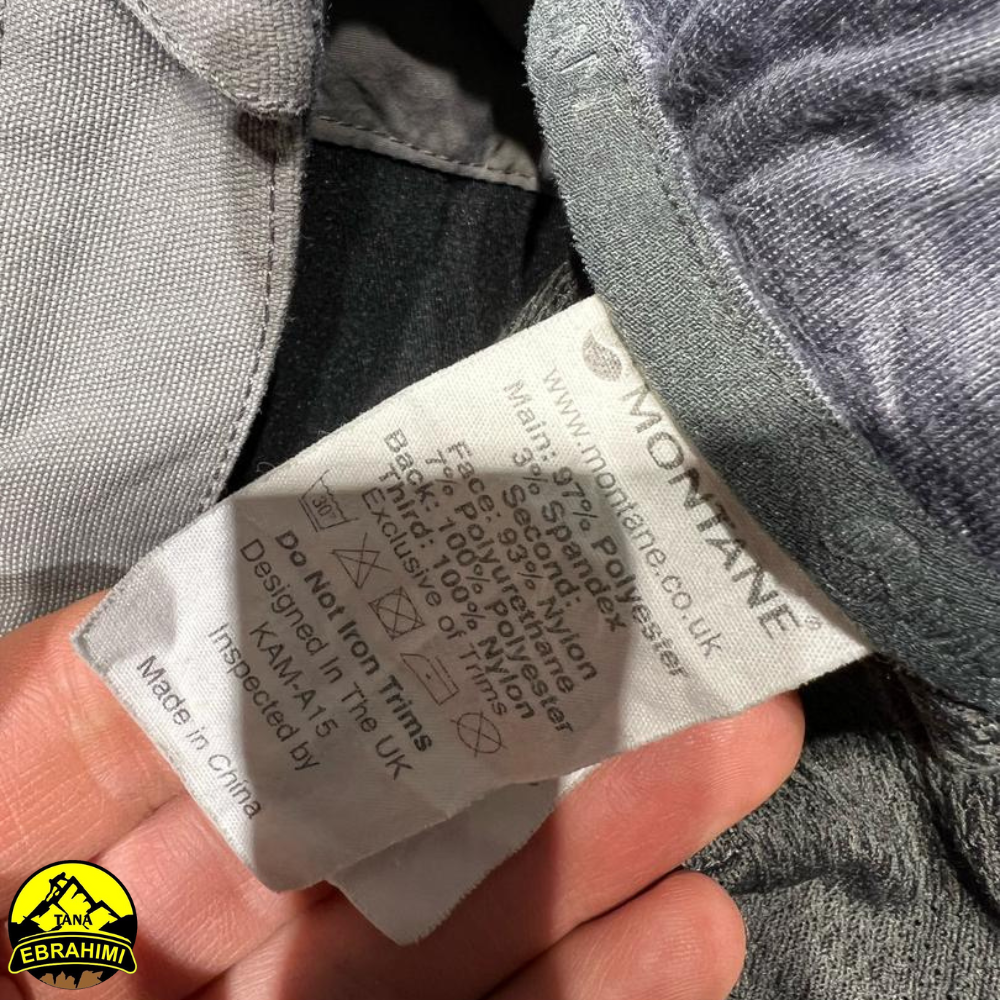 MONTANE®
www.montane.co.uk
Main: 97% Polyester
3% Spandex
Second:
Face: 93% Nylon
7% Polyurethane
Back: 100% Polyester
Third: 100% Nylon
Exclusive of Trims
30°
Do Not Iron Trims
Designed In The UK
KAM-A15
Inspected by
Made in China
TANA
EBRAHIMI